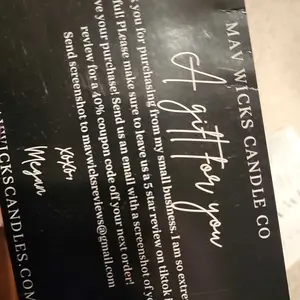 MAV WICKS CANDLE CO
A gift for you
k you for purchasing from my small business. I am so extre
ful! PLease make sure to leave us a 5 star review on tiktok
ve your purchase! Send us an email with a screenshot of yo
review for a 40% coupon code off your next order!
Send screenshot to mavwicksreviews@gmail.com
xoxo
Megan
WICKSCANDLES.COM